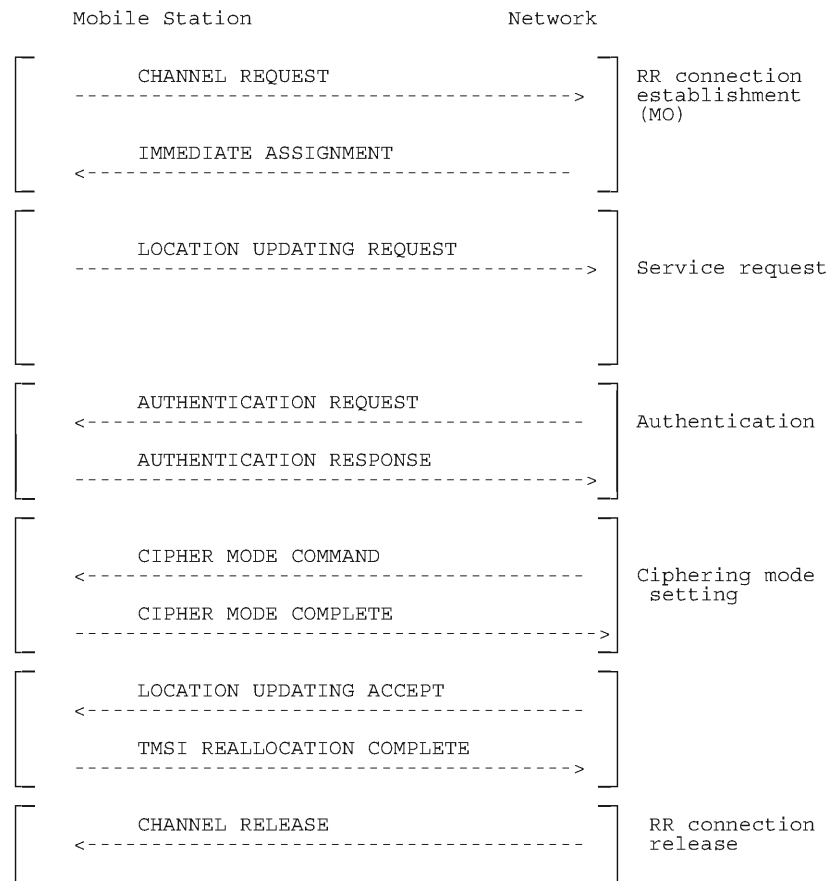 Mobile Station Network
CHANNEL REQUEST
RR connection
establishment
(MO)
IMMEDIATE ASSIGNMENT
LOCATION UPDATING REQUEST
Service request
AUTHENTICATION REQUEST
Authentication
AUTHENTICATION RESPONSE
CIPHER MODE COMMAND
Ciphering mode
setting
CIPHER MODE COMPLETE
LOCATION UPDATING ACCEPT
TMSI REALLOCATION COMPLETE
CHANNEL RELEASE
RR connection
release